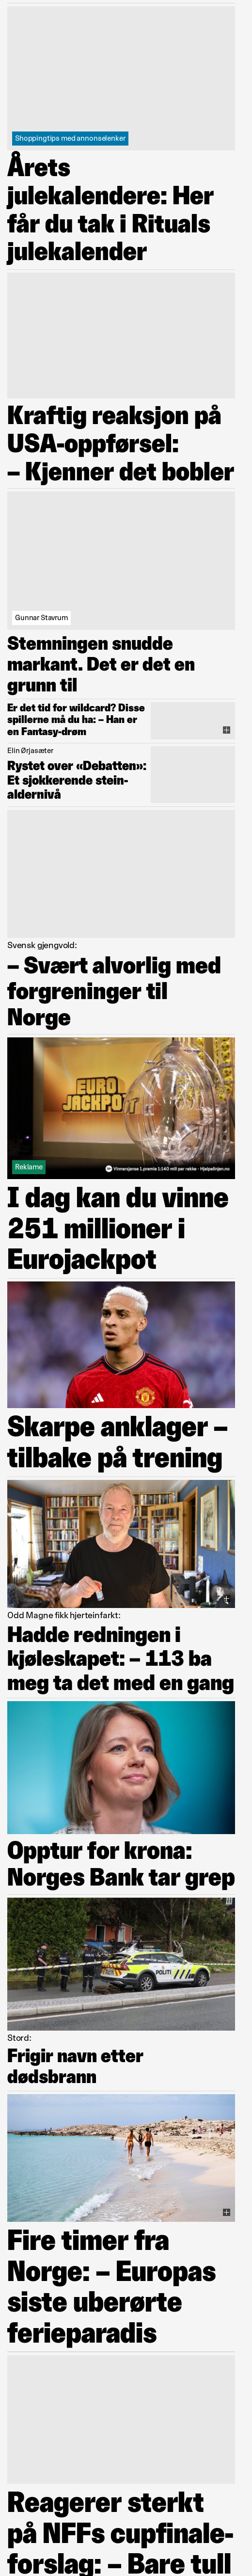 Shoppingtips med annonselenker
Årets
julekalendere: Her
får du tak i Rituals
julekalender
Kraftig reaksjon på
USA-oppførsel:
– Kjenner det bobler
Gunnar Stavrum
Stemningen snudde
markant. Det er det en
grunn til
Er det tid for wildcard? Disse
spillerne må du ha: – Han er
en Fantasy-drøm
Elin Ørjasæter
Rystet over «Debatten»:
Et sjokkerende stein-
aldernivå
Svensk gjengvold:
– Svært alvorlig med
forgreninger til
Norge
EURO
JACKPOT
Reklame
Vinnersjanse 1.premie 1:140 mill per rekke - Hjelpelinjen.no
I dag kan du vinne
251 millioner i
Eurojackpot
Skarpe anklager –
tilbake på trening
Odd Magne fikk hjerteinfarkt:
Hadde redningen i
kjøleskapet: – 113 ba
meg ta det med en gang
Opptur for krona:
Norges Bank tar grep
POLITI
Stord:
Frigir navn etter
dødsbrann
Fire timer fra
Norge: – Europas
siste uberørte
ferieparadis
Reagerer sterkt
på NFFs cupfinale-
forslag: – Bare tull